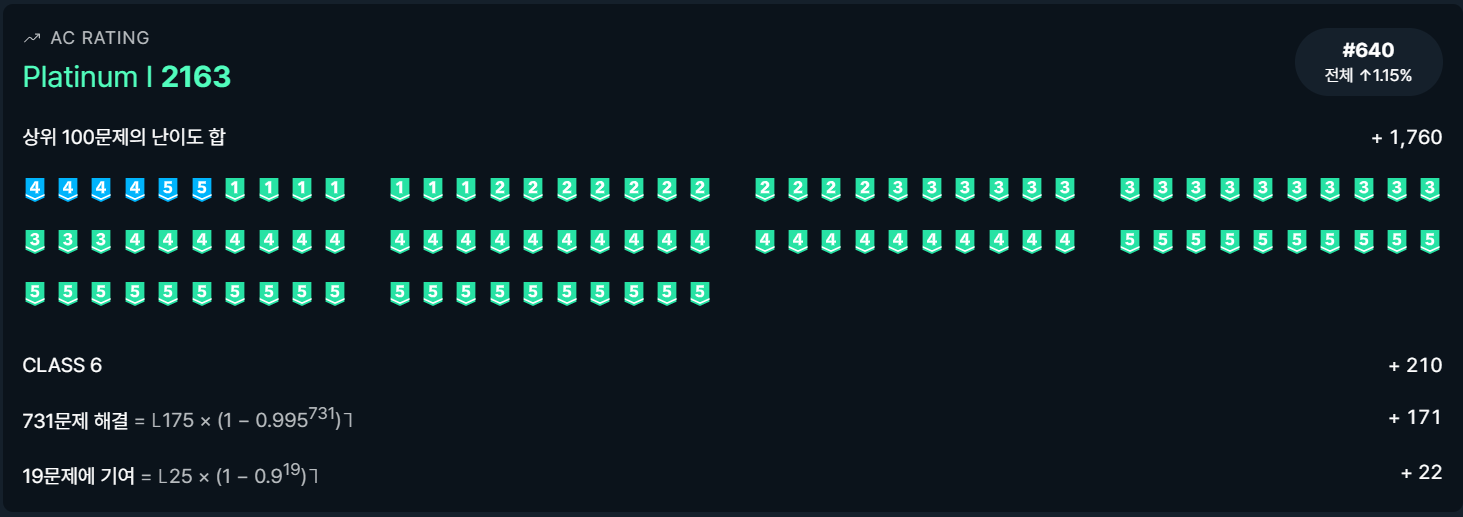 AC RATING
Platinum I 2163
#640
전체 ↑1.15%
상위 100문제의 난이도 합
+ 1,760
4 4 4 4 5 5 1 1 1 1 1 1 1 2 2 2 2 2 2 2 2 2 2 2 3 3 3 3 3 3 3 3 3 3 3 3 3 3 3 3
3 3 3 4 4 4 4 4 4 4 4 4 4 4 4 4 4 4 4 4 4 4 4 4 4 4 4 4 4 4 5 5 5 5 5 5 5 5 5 5
5 5 5 5 5 5 5 5 5 5 5 5 5 5 5 5 5 5 5 5
CLASS 6
+ 210
731문제 해결 = ㄴ175 × (1 − 0.995^731)ㄱ
+ 171
19문제에 기여 = ㄴ25 × (1 − 0.9^19)ㄱ
+ 22